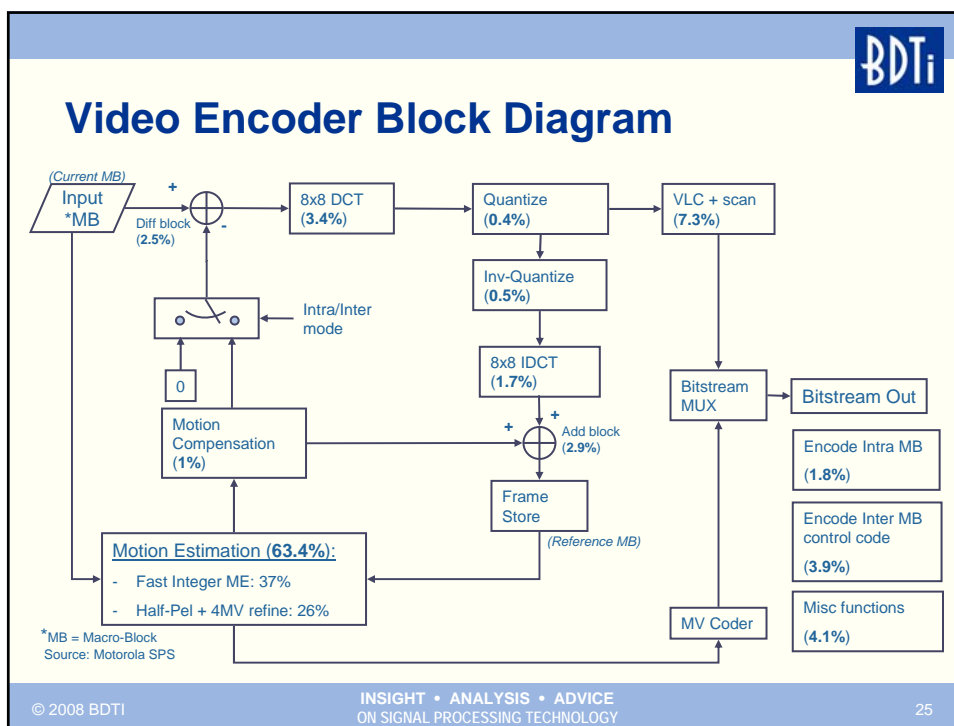 BDTi
Video Encoder Block Diagram
(Current MB)
Input
*MB
+
Diff block
(2.5%)
-
8x8 DCT
(3.4%)
Quantize
(0.4%)
VLC + scan
(7.3%)
Inv-Quantize
(0.5%)
Intra/Inter
mode
8x8 IDCT
(1.7%)
0
Bitstream
MUX
Bitstream Out
Motion
Compensation
(1%)
+
+
Add block
(2.9%)
Encode Intra MB
(1.8%)
Frame
Store
(Reference MB)
Encode Inter MB
control code
(3.9%)
Motion Estimation (63.4%):
- Fast Integer ME: 37%
- Half-Pel + 4MV refine: 26%
MV Coder
Misc functions
(4.1%)
*MB = Macro-Block
Source: Motorola SPS
© 2008 BDTI
INSIGHT • ANALYSIS • ADVICE
ON SIGNAL PROCESSING TECHNOLOGY
25